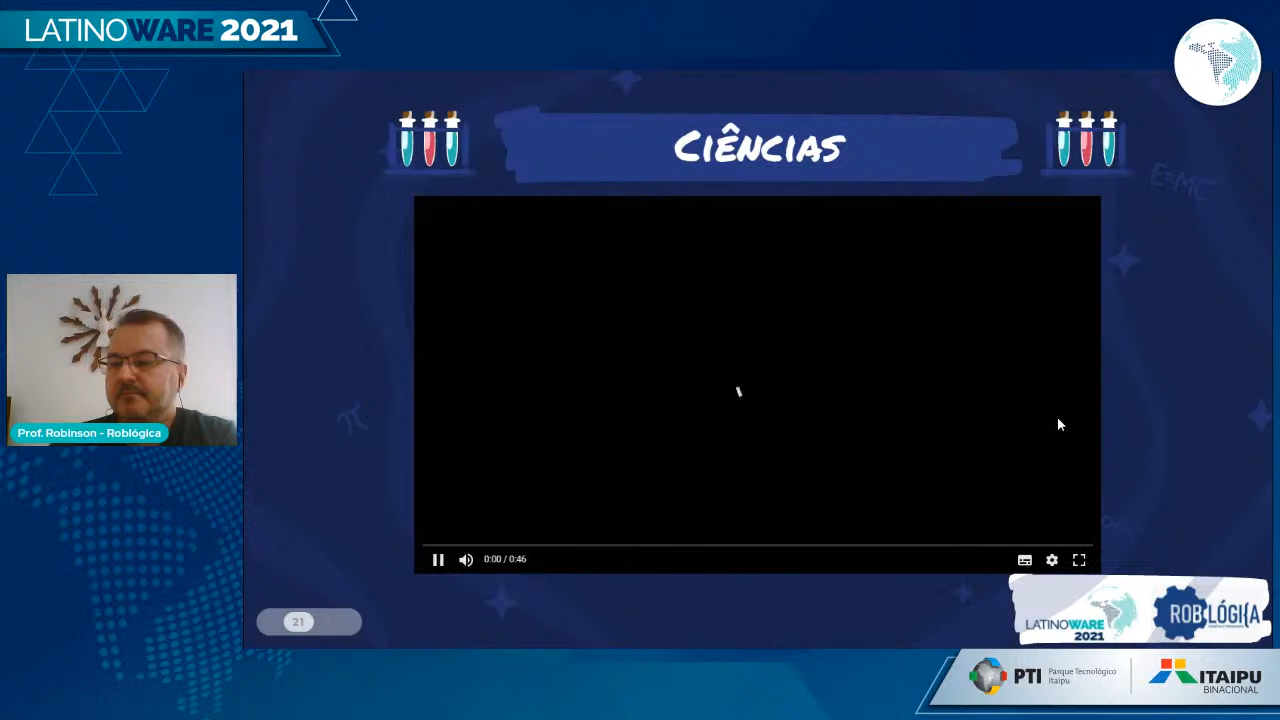 LATINOWARE 2021
CIÊNCIAS
E=MC
π
Prof. Robinson - Roblógica
0:00 / 0:46
21
LATINOWARE
2021
ROBLÓGICA
PTI
Parque Tecnológico
Itaipu
ITAIPU
BINACIONAL